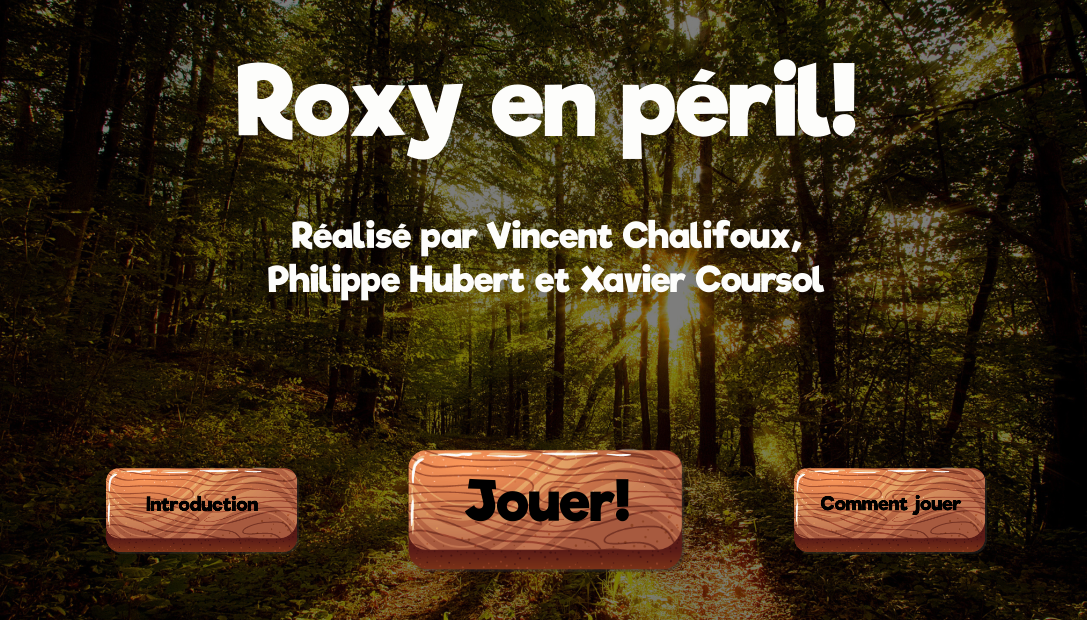 Roxy en péril!
Réalisé par Vincent Chalifoux,
Philippe Hubert et Xavier Coursol
Introduction
Jouer!
Comment jouer